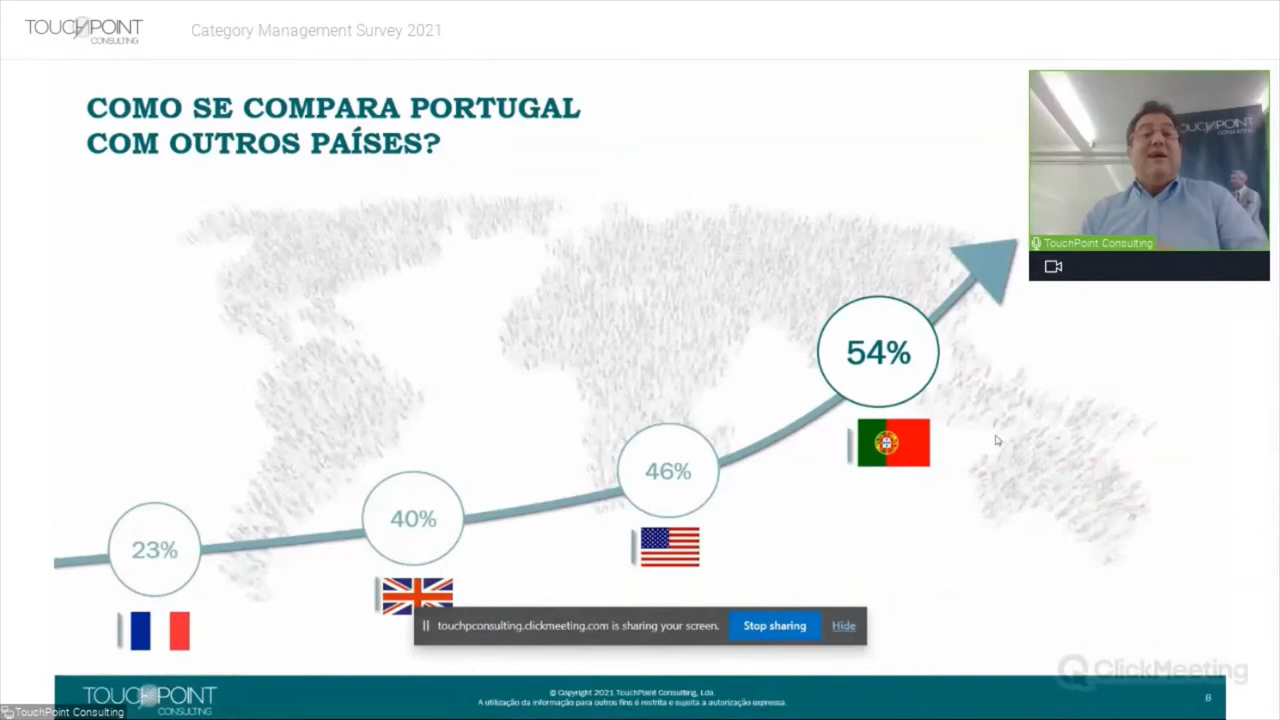 TOUCHPOINT
CONSULTING
Category Management Survey 2021
COMO SE COMPARA PORTUGAL
COM OUTROS PAÍSES?
TOUCHPOINT
CONSULTING
TouchPoint Consulting
54%
46%
40%
23%
touchpconsulting.clickmeeting.com is sharing your screen.
Stop sharing
Hide
ClickMeeting
TOUCHPOINT
CONSULTING
© Copyright 2021 TouchPoint Consulting, Lda.
A utilização da informação para outros fins é restrita e sujeita a autorização expressa.
8
TouchPoint Consulting